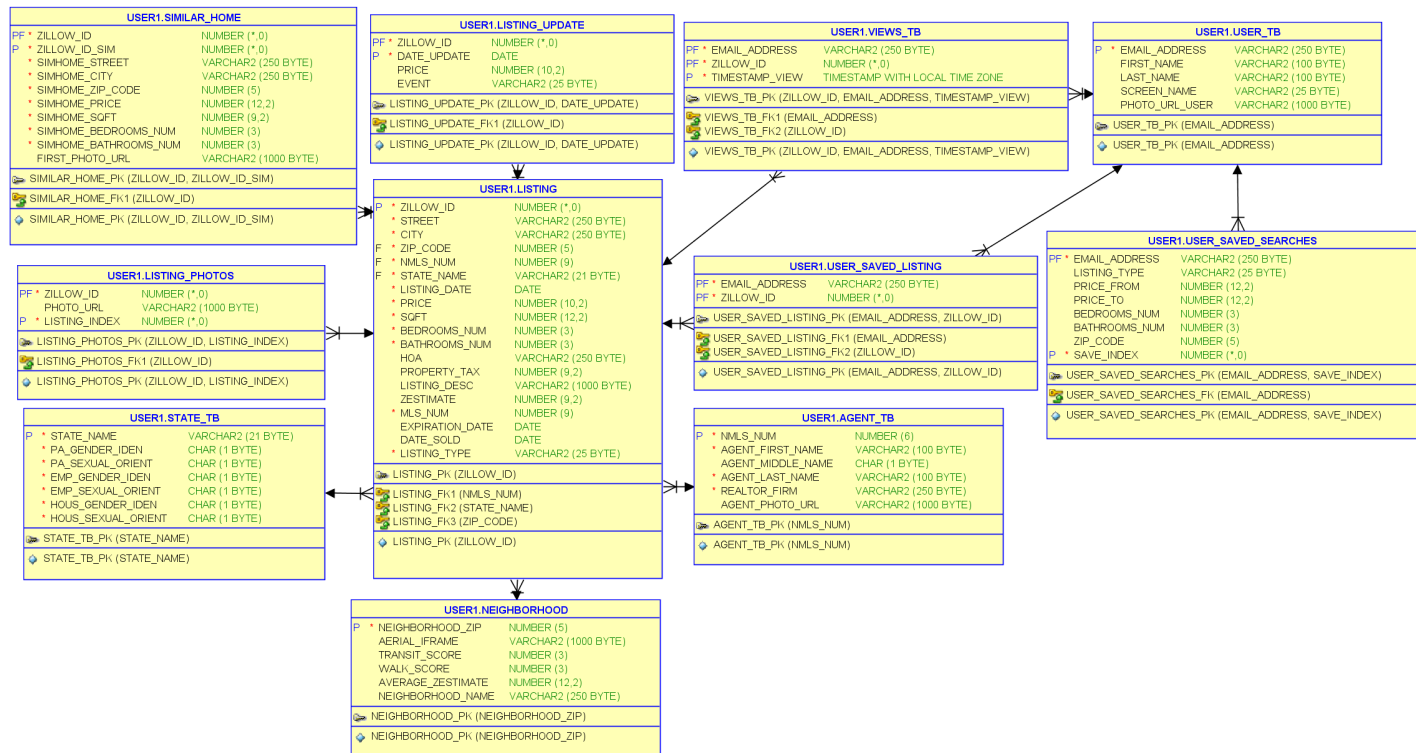 USER1.SIMILAR_HOME
PF * ZILLOW_ID NUMBER (*,0)
P * ZILLOW_ID_SIM NUMBER (*,0)
* SIMHOME_STREET VARCHAR2 (250 BYTE)
* SIMHOME_CITY VARCHAR2 (250 BYTE)
* SIMHOME_ZIP_CODE NUMBER (5)
* SIMHOME_PRICE NUMBER (12,2)
* SIMHOME_SQFT NUMBER (9,2)
* SIMHOME_BEDROOMS_NUM NUMBER (3)
* SIMHOME_BATHROOMS_NUM NUMBER (3)
FIRST_PHOTO_URL VARCHAR2 (1000 BYTE)
SIMILAR_HOME_PK (ZILLOW_ID, ZILLOW_ID_SIM)
SIMILAR_HOME_FK1 (ZILLOW_ID)
SIMILAR_HOME_PK (ZILLOW_ID, ZILLOW_ID_SIM)
USER1.LISTING_UPDATE
PF * ZILLOW_ID NUMBER (*,0)
P * DATE_UPDATE DATE
PRICE NUMBER (10,2)
EVENT VARCHAR2 (25 BYTE)
LISTING_UPDATE_PK (ZILLOW_ID, DATE_UPDATE)
LISTING_UPDATE_FK1 (ZILLOW_ID)
LISTING_UPDATE_PK (ZILLOW_ID, DATE_UPDATE)
USER1.VIEWS_TB
PF * EMAIL_ADDRESS VARCHAR2 (250 BYTE)
PF * ZILLOW_ID NUMBER (*,0)
P * TIMESTAMP_VIEW TIMESTAMP WITH LOCAL TIME ZONE
VIEWS_TB_PK (ZILLOW_ID, EMAIL_ADDRESS, TIMESTAMP_VIEW)
VIEWS_TB_FK1 (EMAIL_ADDRESS)
VIEWS_TB_FK2 (ZILLOW_ID)
VIEWS_TB_PK (ZILLOW_ID, EMAIL_ADDRESS, TIMESTAMP_VIEW)
USER1.USER_TB
P * EMAIL_ADDRESS VARCHAR2 (250 BYTE)
FIRST_NAME VARCHAR2 (100 BYTE)
LAST_NAME VARCHAR2 (100 BYTE)
SCREEN_NAME VARCHAR2 (25 BYTE)
PHOTO_URL_USER VARCHAR2 (1000 BYTE)
USER_TB_PK (EMAIL_ADDRESS)
USER_TB_PK (EMAIL_ADDRESS)
USER1.LISTING
P * ZILLOW_ID NUMBER (*,0)
* STREET VARCHAR2 (250 BYTE)
* CITY VARCHAR2 (250 BYTE)
F * ZIP_CODE NUMBER (5)
F * NMLS_NUM NUMBER (9)
F * STATE_NAME VARCHAR2 (21 BYTE)
* LISTING_DATE DATE
* PRICE NUMBER (10,2)
* SQFT NUMBER (12,2)
* BEDROOMS_NUM NUMBER (3)
* BATHROOMS_NUM NUMBER (3)
HOA VARCHAR2 (250 BYTE)
PROPERTY_TAX NUMBER (9,2)
LISTING_DESC VARCHAR2 (1000 BYTE)
ZESTIMATE NUMBER (9,2)
* MLS_NUM NUMBER (9)
EXPIRATION_DATE DATE
DATE_SOLD DATE
* LISTING_TYPE VARCHAR2 (25 BYTE)
LISTING_PK (ZILLOW_ID)
LISTING_FK1 (NMLS_NUM)
LISTING_FK2 (STATE_NAME)
LISTING_FK3 (ZIP_CODE)
LISTING_PK (ZILLOW_ID)
USER1.LISTING_PHOTOS
PF * ZILLOW_ID NUMBER (*,0)
PHOTO_URL VARCHAR2 (1000 BYTE)
P * LISTING_INDEX NUMBER (*,0)
LISTING_PHOTOS_PK (ZILLOW_ID, LISTING_INDEX)
LISTING_PHOTOS_FK1 (ZILLOW_ID)
LISTING_PHOTOS_PK (ZILLOW_ID, LISTING_INDEX)
USER1.USER_SAVED_LISTING
PF * EMAIL_ADDRESS VARCHAR2 (250 BYTE)
PF * ZILLOW_ID NUMBER (*,0)
USER_SAVED_LISTING_PK (EMAIL_ADDRESS, ZILLOW_ID)
USER_SAVED_LISTING_FK1 (EMAIL_ADDRESS)
USER_SAVED_LISTING_FK2 (ZILLOW_ID)
USER_SAVED_LISTING_PK (EMAIL_ADDRESS, ZILLOW_ID)
USER1.USER_SAVED_SEARCHES
PF * EMAIL_ADDRESS VARCHAR2 (250 BYTE)
LISTING_TYPE VARCHAR2 (25 BYTE)
PRICE_FROM NUMBER (12,2)
PRICE_TO NUMBER (12,2)
BEDROOMS_NUM NUMBER (3)
BATHROOMS_NUM NUMBER (3)
ZIP_CODE NUMBER (5)
P * SAVE_INDEX NUMBER (*,0)
USER_SAVED_SEARCHES_PK (EMAIL_ADDRESS, SAVE_INDEX)
USER_SAVED_SEARCHES_FK (EMAIL_ADDRESS)
USER_SAVED_SEARCHES_PK (EMAIL_ADDRESS, SAVE_INDEX)
USER1.STATE_TB
P * STATE_NAME VARCHAR2 (21 BYTE)
* PA_GENDER_IDEN CHAR (1 BYTE)
* PA_SEXUAL_ORIENT CHAR (1 BYTE)
* EMP_GENDER_IDEN CHAR (1 BYTE)
* EMP_SEXUAL_ORIENT CHAR (1 BYTE)
* HOUS_GENDER_IDEN CHAR (1 BYTE)
* HOUS_SEXUAL_ORIENT CHAR (1 BYTE)
STATE_TB_PK (STATE_NAME)
STATE_TB_PK (STATE_NAME)
USER1.AGENT_TB
P * NMLS_NUM NUMBER (6)
* AGENT_FIRST_NAME VARCHAR2 (100 BYTE)
AGENT_MIDDLE_NAME CHAR (1 BYTE)
* AGENT_LAST_NAME VARCHAR2 (100 BYTE)
* REALTOR_FIRM VARCHAR2 (250 BYTE)
AGENT_PHOTO_URL VARCHAR2 (1000 BYTE)
AGENT_TB_PK (NMLS_NUM)
AGENT_TB_PK (NMLS_NUM)
USER1.NEIGHBORHOOD
P * NEIGHBORHOOD_ZIP NUMBER (5)
AERIAL_IFRAME VARCHAR2 (1000 BYTE)
TRANSIT_SCORE NUMBER (3)
WALK_SCORE NUMBER (3)
AVERAGE_ZESTIMATE NUMBER (12,2)
NEIGHBORHOOD_NAME VARCHAR2 (250 BYTE)
NEIGHBORHOOD_PK (NEIGHBORHOOD_ZIP)
NEIGHBORHOOD_PK (NEIGHBORHOOD_ZIP)